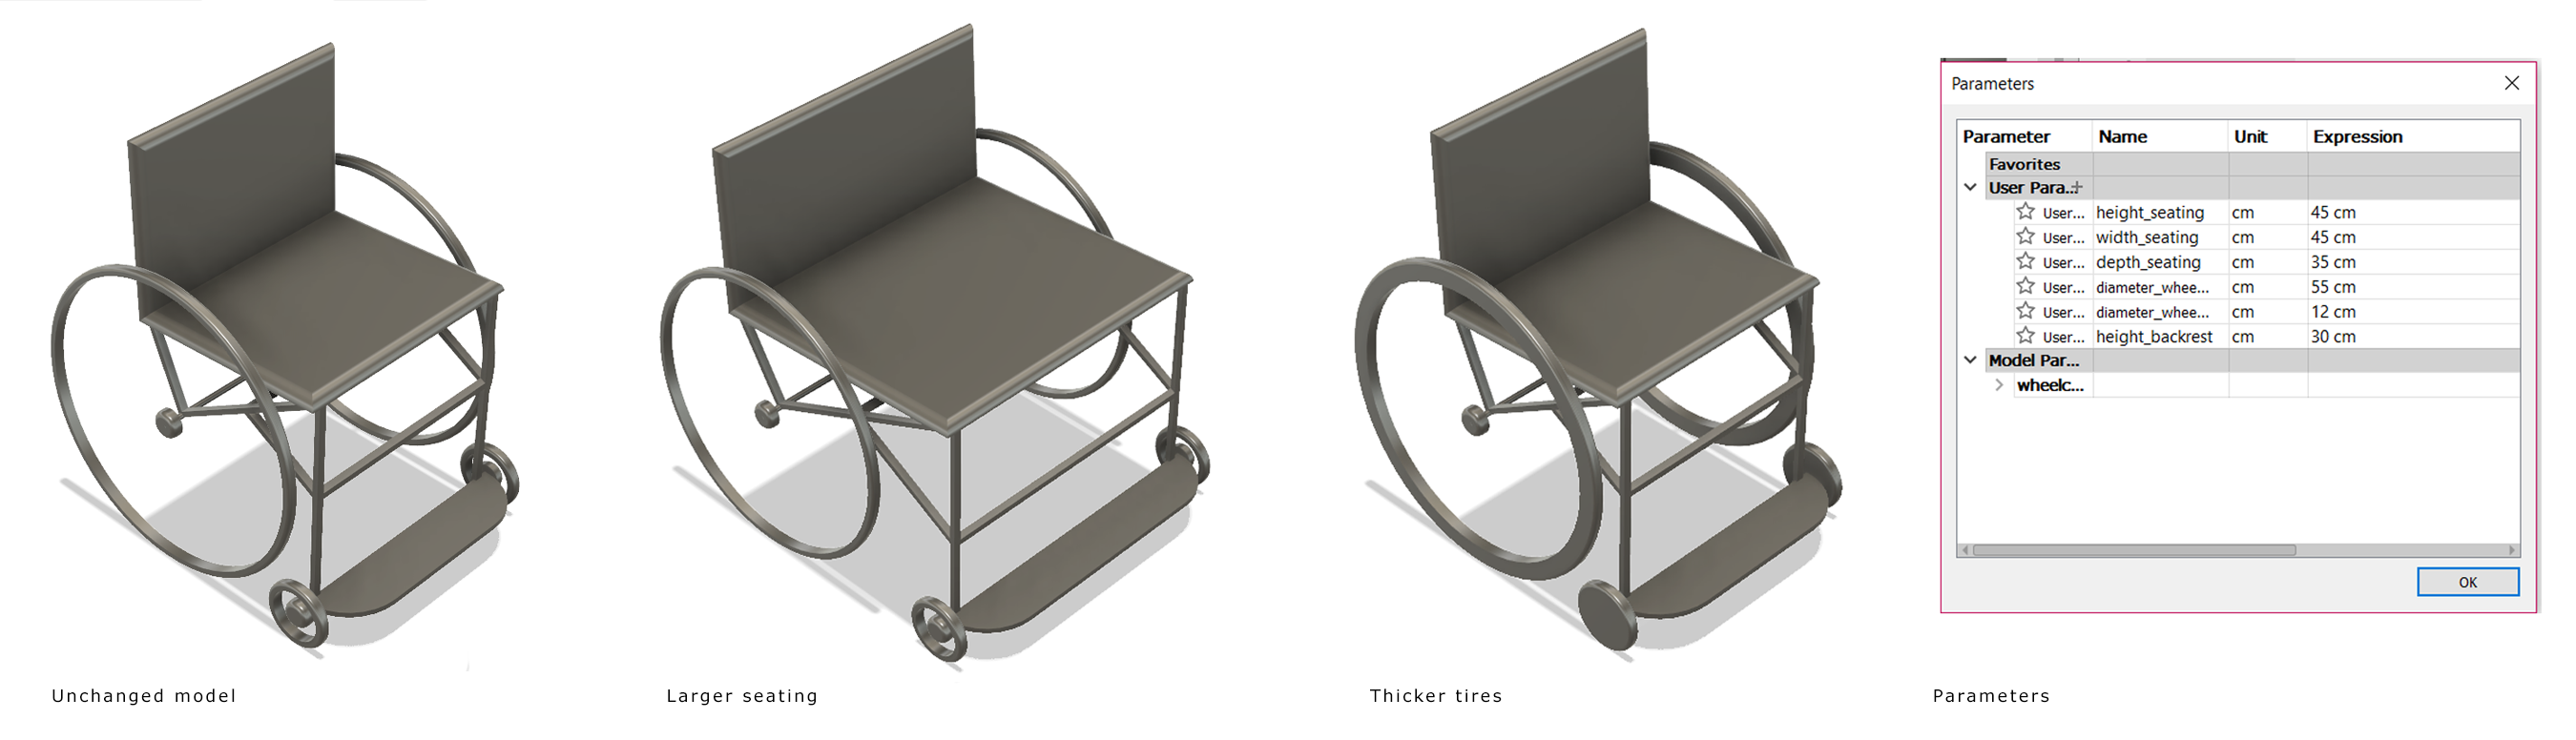 Parameters
Parameter Name Unit Expression
Favorites
User Para...+
User... height_seating cm 45 cm
User... width_seating cm 45 cm
User... depth_seating cm 35 cm
User... diameter_whee... cm 55 cm
User... diameter_whee... cm 12 cm
User... height_backrest cm 30 cm
Model Par...
wheelc...
OK
Unchanged model
Larger seating
Thicker tires
Parameters